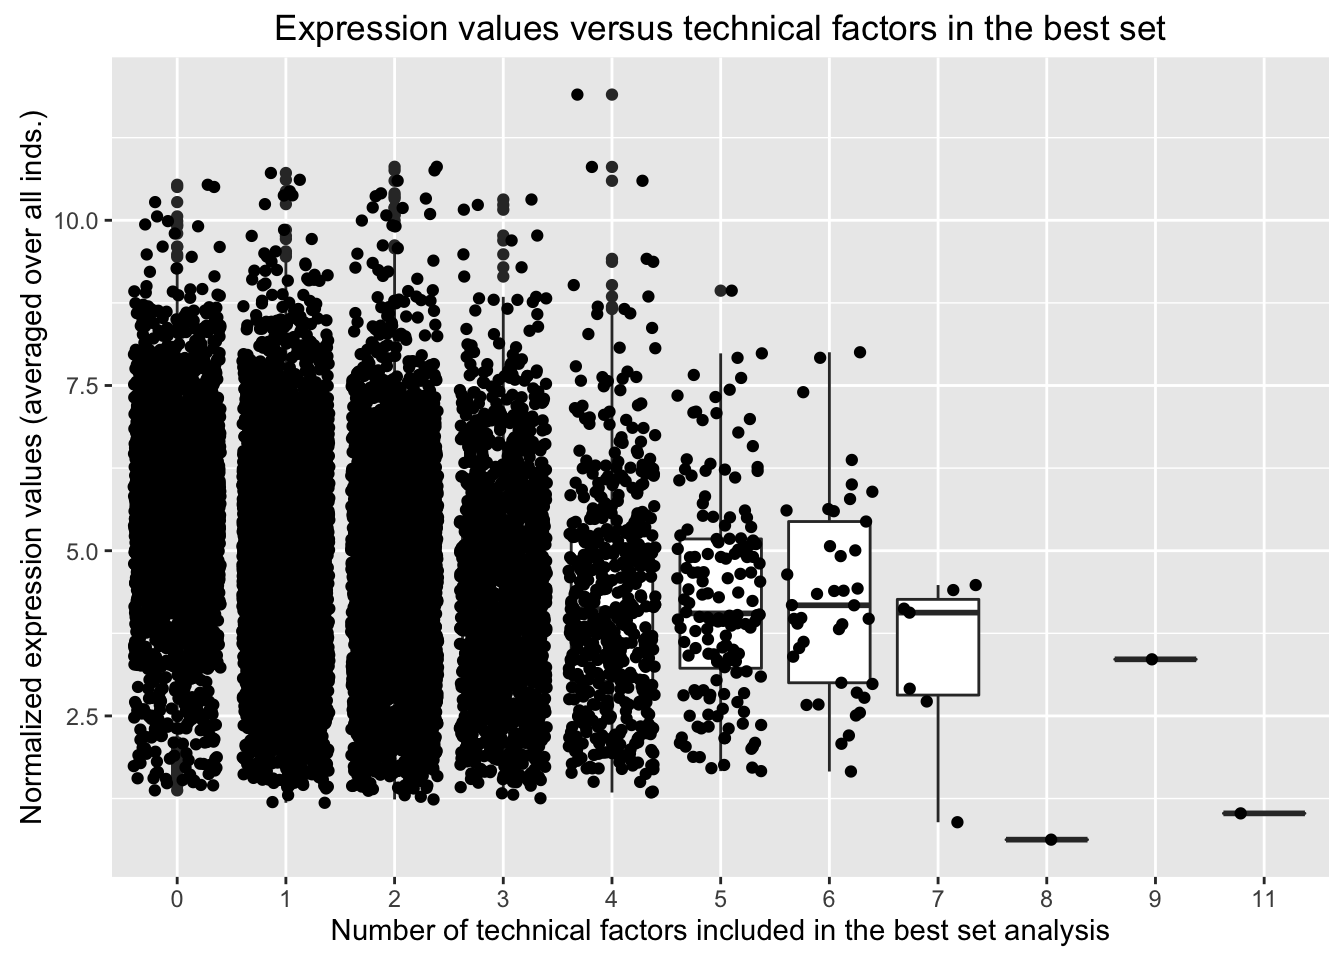 Expression values versus technical factors in the best set
Normalized expression values (averaged over all inds.)
10.0
7.5
5.0
2.5
0 1 2 3 4 5 6 7 8 9 11
Number of technical factors included in the best set analysis